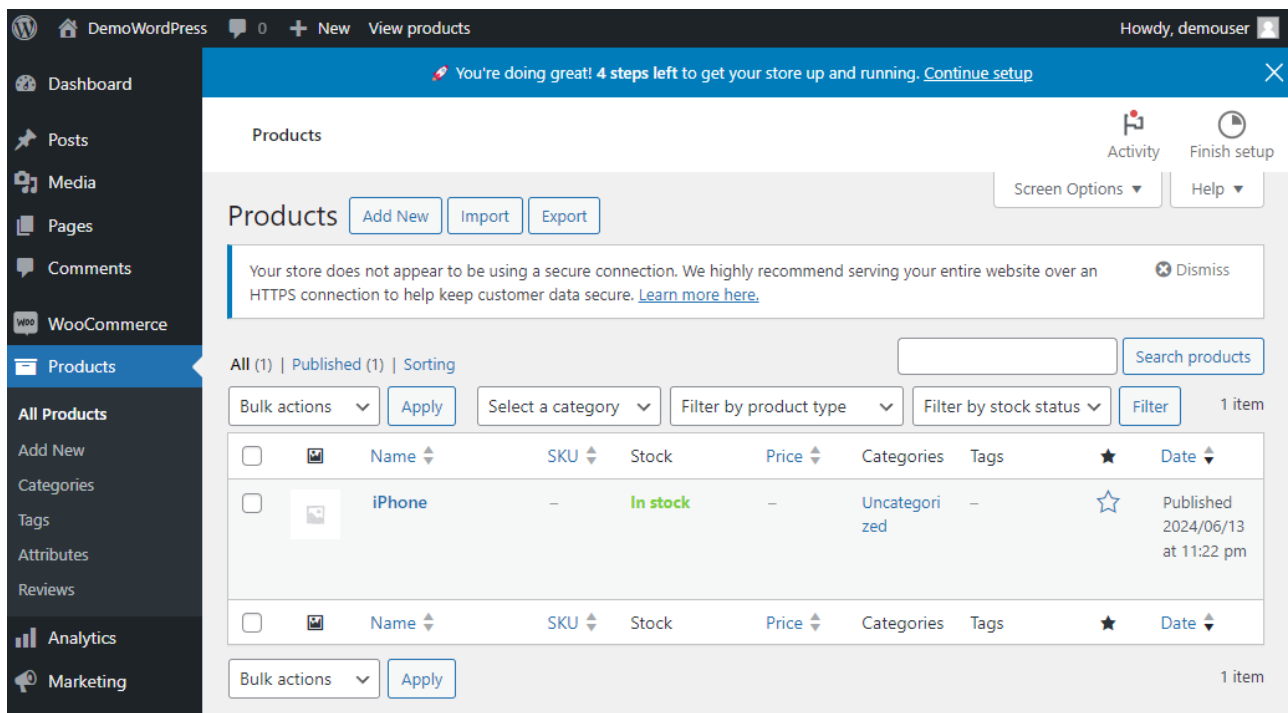 DemoWordPress 0 New View products Howdy, demouser
Dashboard
Posts
Media
Pages
Comments
WOO WooCommerce
Products
All Products
Add New
Categories
Tags
Attributes
Reviews
Analytics
Marketing
You're doing great! 4 steps left to get your store up and running. Continue setup
Products
Activity Finish setup
Screen Options ▼ Help ▼
Products Add New Import Export
Your store does not appear to be using a secure connection. We highly recommend serving your entire website over an
HTTPS connection to help keep customer data secure. Learn more here.
Dismiss
All (1) | Published (1) | Sorting
Search products
Bulk actions Apply Select a category Filter by product type Filter by stock status Filter 1 item
Name SKU Stock Price Categories Tags Date
iPhone – In stock – Uncategori – Published
zed 2024/06/13
at 11:22 pm
Name SKU Stock Price Categories Tags Date
Bulk actions Apply 1 item